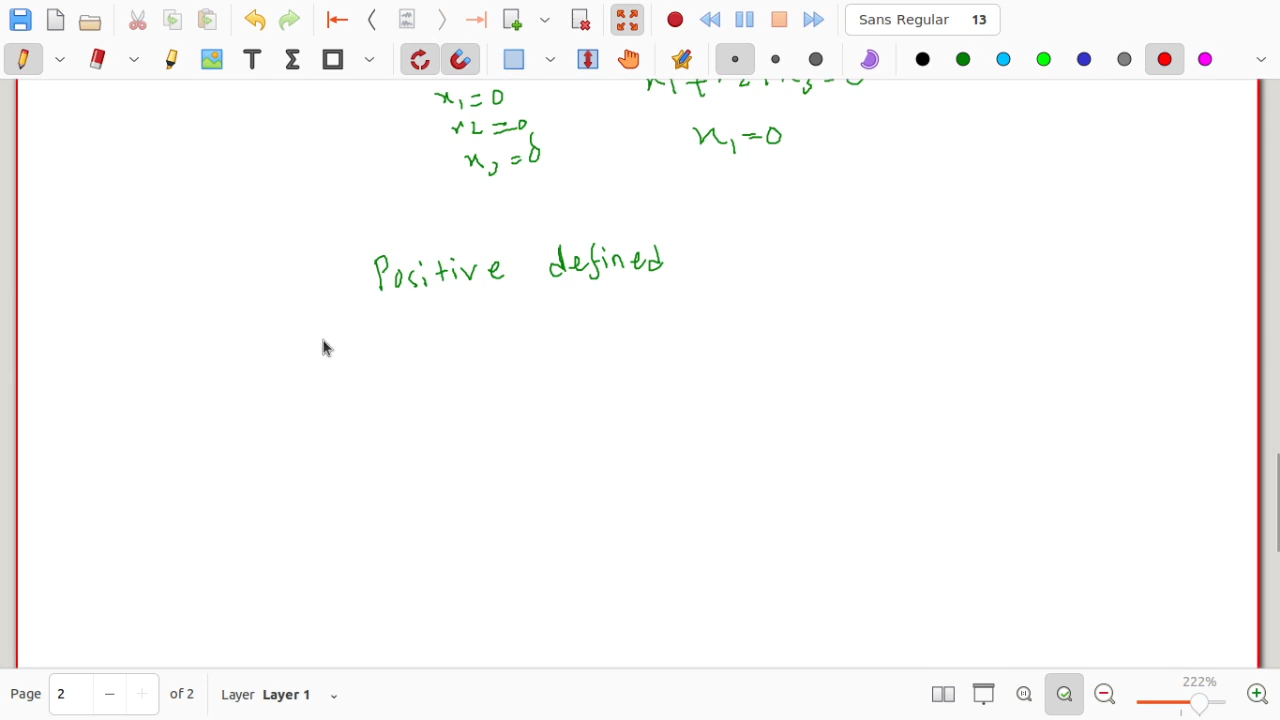 Sans Regular 13
x₁ = 0
x₂ = 0
x₃ = 0
x₁ = 0
Positive defined
Page 2 of 2 Layer Layer 1 222%